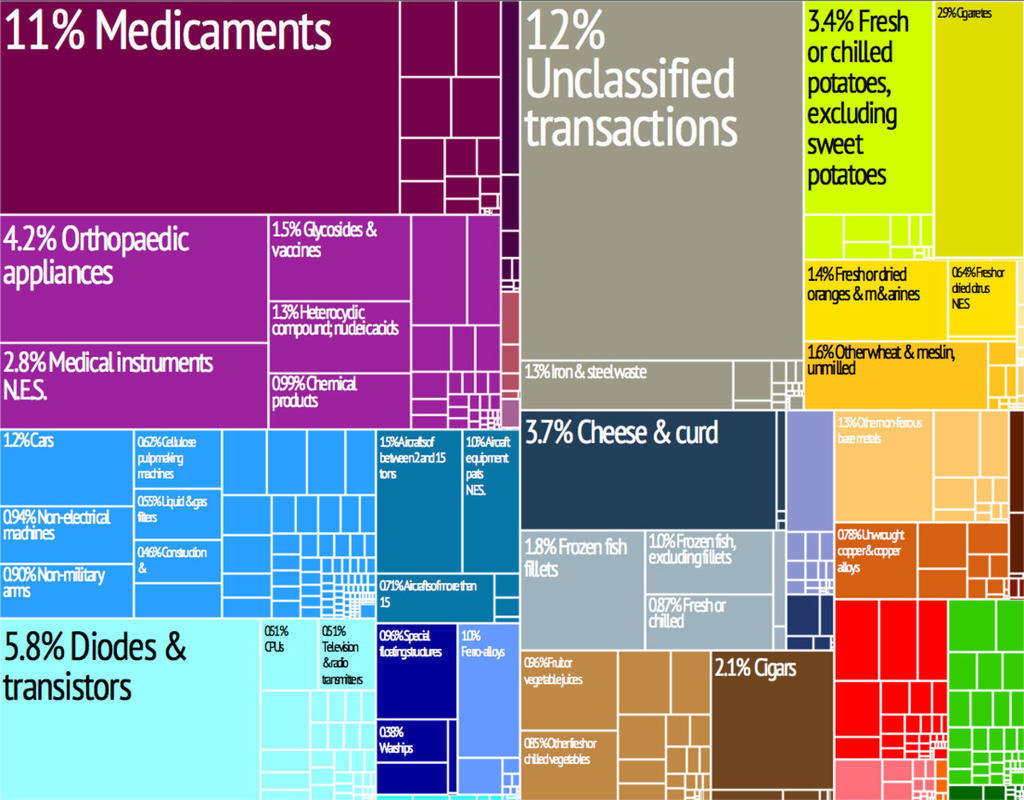 11% Medicaments
4.2% Orthopaedic
appliances
2.8% Medical instruments
N.E.S.
1.5% Glycosides &
vaccines
1.3% Heterocyclic
compound; nucleic acids
0.99% Chemical
products
12%
Unclassified
transactions
1.3% Iron & steel waste
3.4% Fresh
or chilled
potatoes,
excluding
sweet
potatoes
2.9% Cigarretes
1.4% Fresh or dried
oranges & m&arines
0.64% Fresh or
dried citrus
NES
1.6% Other wheat & meslin,
unmilled
1.2% Cars
0.94% Non-electrical
machines
0.90% Non-military
arms
0.62% Cellulose
pulp making
machines
0.55% Liquid & gas
filters
0.46% Construction
&
1.5% Aircrafts of
between 2 and 15
tons
1.0% Aircraft
equipment
parts
N.E.S.
0.71% Aircrafts of more than
15
5.8% Diodes &
transistors
0.51%
CPUs
0.51%
Television
& radio
transmitters
0.96% Special
floating structures
0.38%
Warships
1.0%
Ferro-alloys
3.7% Cheese & curd
1.8% Frozen fish
fillets
1.0% Frozen fish,
excluding fillets
0.87% Fresh or
chilled
0.96% Fruit or
vegetable juices
0.85% Other fresh or
chilled vegetables
2.1% Cigars
1.3% Other non-ferrous
base metals
0.78% Unwrought
copper & copper
alloys